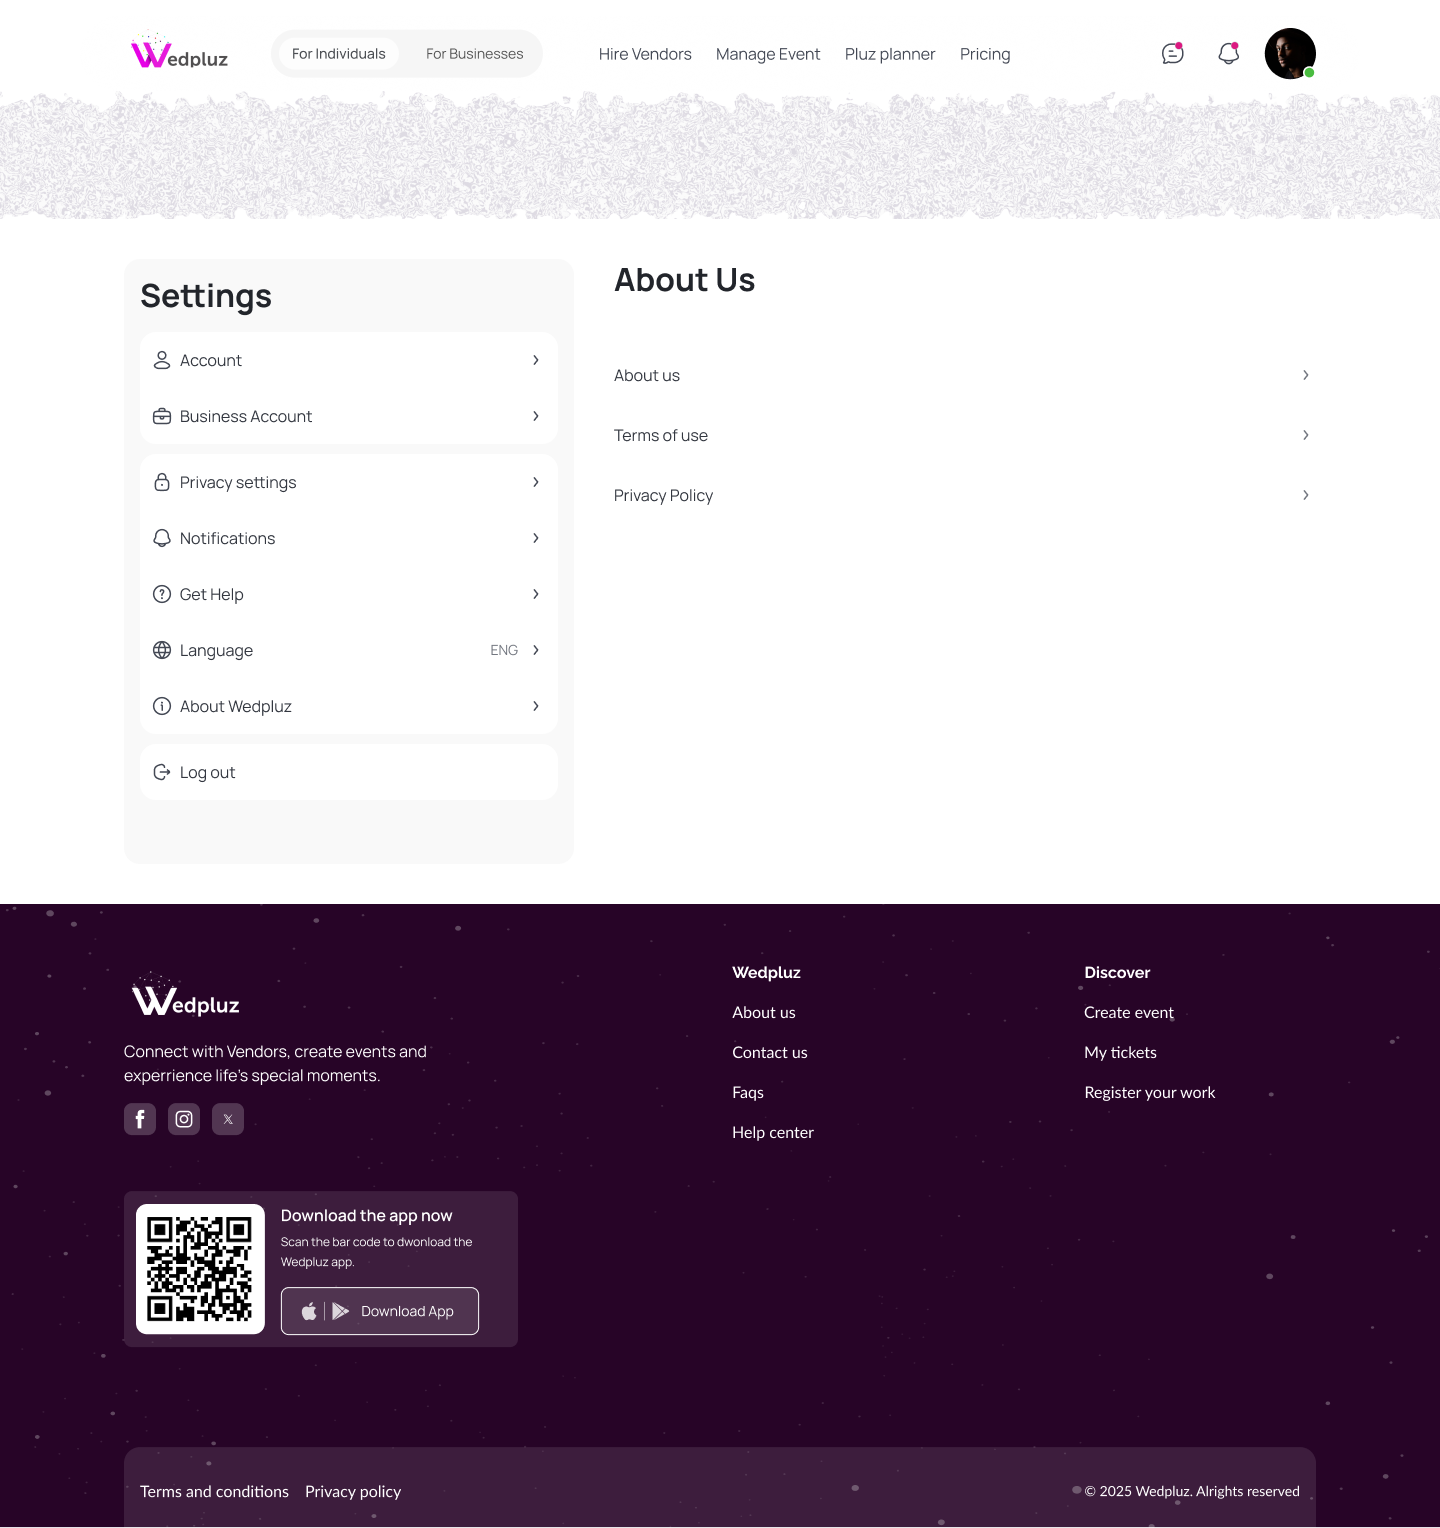 Wedpluz
For Individuals
For Businesses
Hire Vendors
Manage Event
Pluz planner
Pricing
Settings
Account
Business Account
Privacy settings
Notifications
Get Help
Language
ENG
About Wedpluz
Log out
About Us
About us
Terms of use
Privacy Policy
Wedpluz
Connect with Vendors, create events and
experrience life's special moments.
Download the app now
Scan the bar code to dwonload the
Wedpluz app.
Download App
Wedpluz
About us
Contact us
Faqs
Help center
Discover
Create event
My tickets
Register your work
Terms and conditions
Privacy policy
© 2025 Wedpluz. Alrights reserved